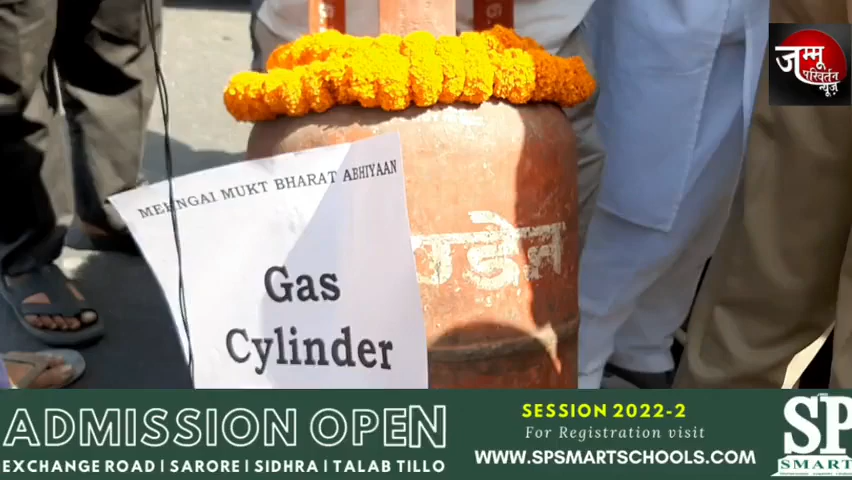 जम्मू
परिवर्तन
न्यूज़
MEHNGAI MUKT BHARAT ABHIYAAN
Gas
Cylinder
ADMISSION OPEN
EXCHANGE ROAD | SARORE | SIDHRA | TALAB TILLO
SESSION 2022-2
For Registration visit
WWW.SPSMARTSCHOOLS.COM
SP
SMART